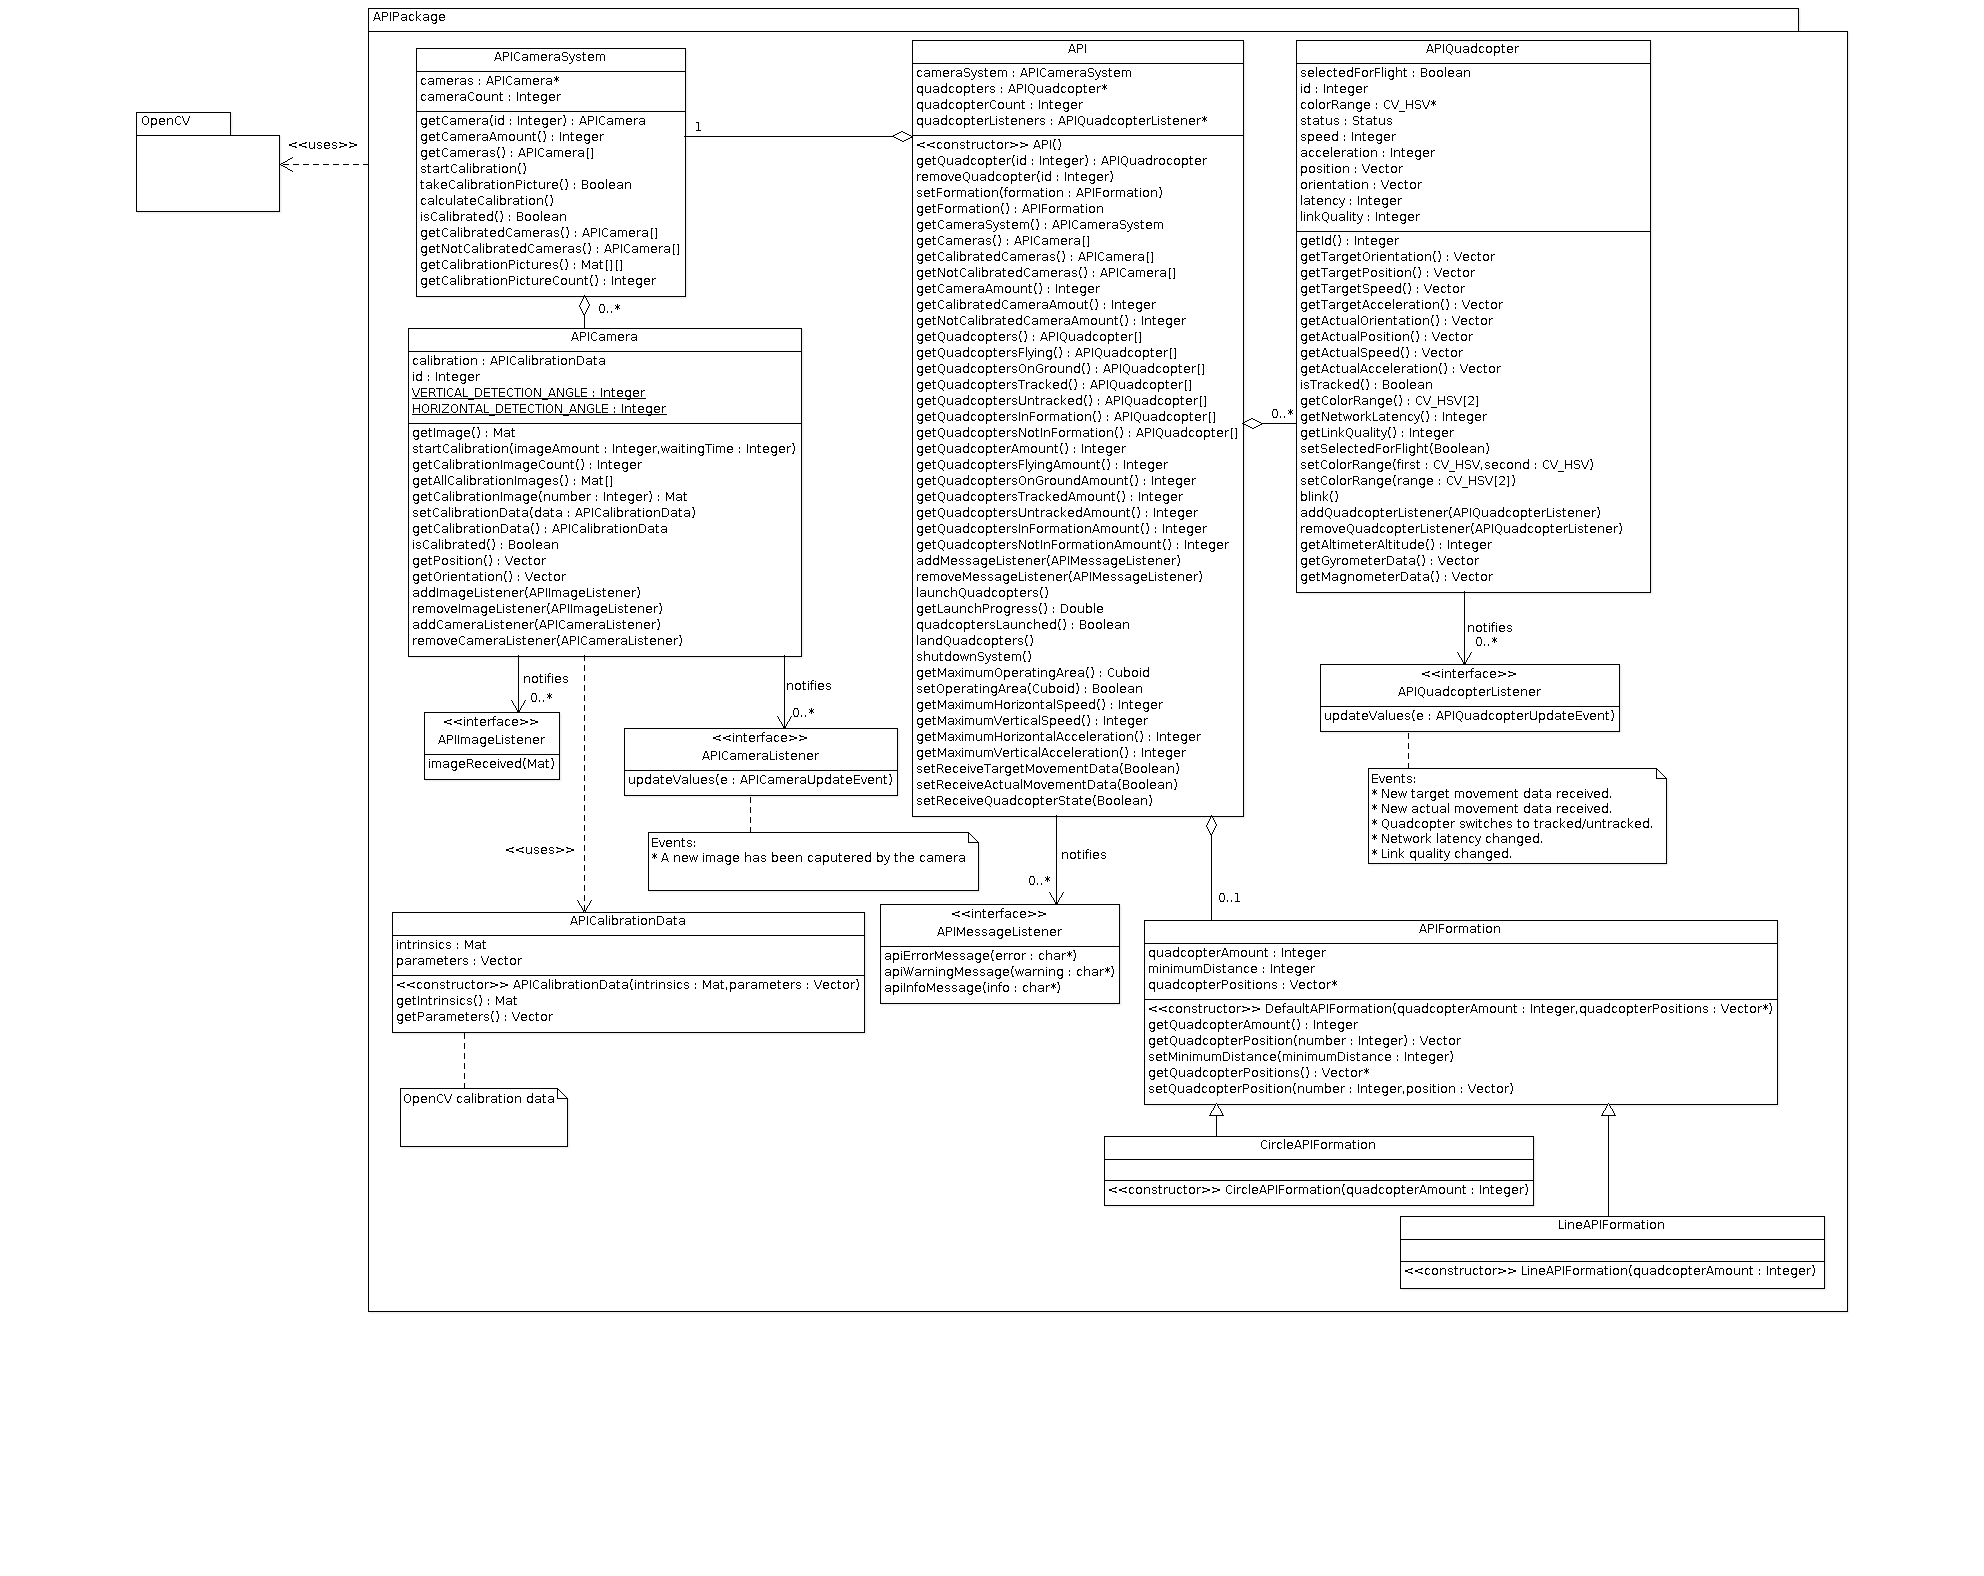 APIPackage
OpenCV
<<uses>>
APICameraSystem
cameras : APICamera*
cameraCount : Integer
getCamera(id : Integer) : APICamera
getCameraAmount() : Integer
getCameras() : APICamera[]
startCalibration()
takeCalibrationPicture() : Boolean
calculateCalibration()
isCalibrated() : Boolean
getCalibratedCameras() : APICamera[]
getNotCalibratedCameras() : APICamera[]
getCalibrationPictures() : Mat[][]
getCalibrationPictureCount() : Integer
1
0..*
APICamera
calibration : APICalibrationData
id : Integer
VERTICAL_DETECTION_ANGLE : Integer
HORIZONTAL_DETECTION_ANGLE : Integer
getImage() : Mat
startCalibration(imageAmount : Integer,waitingTime : Integer)
getCalibrationImageCount() : Integer
getAllCalibrationImages() : Mat[]
getCalibrationImage(number : Integer) : Mat
setCalibrationData(data : APICalibrationData)
getCalibrationData() : APICalibrationData
isCalibrated() : Boolean
getPosition() : Vector
getOrientation() : Vector
addImageListener(APIImageListener)
removeImageListener(APIImageListener)
addCameraListener(APICameraListener)
removeCameraListener(APICameraListener)
notifies
0..*
<<interface>>
APIImageListener
imageReceived(Mat)
notifies
0..*
<<interface>>
APICameraListener
updateValues(e : APICameraUpdateEvent)
Events:
* A new image has been caputered by the camera
<<uses>>
APICalibrationData
intrinsics : Mat
parameters : Vector
<<constructor>> APICalibrationData(intrinsics : Mat,parameters : Vector)
getIntrinsics() : Mat
getParameters() : Vector
OpenCV calibration data
API
cameraSystem : APICameraSystem
quadcopters : APIQuadcopter*
quadcopterCount : Integer
quadcopterListeners : APIQuadcopterListener*
<<constructor>> API()
getQuadcopter(id : Integer) : APIQuadrocopter
removeQuadcopter(id : Integer)
setFormation(formation : APIFormation)
getFormation() : APIFormation
getCameraSystem() : APICameraSystem
getCameras() : APICamera[]
getCalibratedCameras() : APICamera[]
getNotCalibratedCameras() : APICamera[]
getCameraAmount() : Integer
getCalibratedCameraAmout() : Integer
getNotCalibratedCameraAmount() : Integer
getQuadcopters() : APIQuadcopter[]
getQuadcoptersFlying() : APIQuadcopter[]
getQuadcoptersOnGround() : APIQuadcopter[]
getQuadcoptersTracked() : APIQuadcopter[]
getQuadcoptersUntracked() : APIQuadcopter[]
getQuadcoptersInFormation() : APIQuadcopter[]
getQuadcoptersNotInFormation() : APIQuadcopter[]
getQuadcopterAmount() : Integer
getQuadcoptersFlyingAmount() : Integer
getQuadcoptersOnGroundAmount() : Integer
getQuadcoptersTrackedAmount() : Integer
getQuadcoptersUntrackedAmount() : Integer
getQuadcoptersInFormationAmount() : Integer
getQuadcoptersNotInFormationAmount() : Integer
addMessageListener(APIMessageListener)
removeMessageListener(APIMessageListener)
launchQuadcopters()
getLaunchProgress() : Double
quadcoptersLaunched() : Boolean
landQuadcopters()
shutdownSystem()
getMaximumOperatingArea() : Cuboid
setOperatingArea(Cuboid) : Boolean
getMaximumHorizontalSpeed() : Integer
getMaximumVerticalSpeed() : Integer
getMaximumHorizontalAcceleration() : Integer
getMaximumVerticalAcceleration() : Integer
setReceiveTargetMovementData(Boolean)
setReceiveActualMovementData(Boolean)
setReceiveQuadcopterState(Boolean)
0..*
notifies
0..*
<<interface>>
APIMessageListener
apiErrorMessage(error : char*)
apiWarningMessage(warning : char*)
apiInfoMessage(info : char*)
0..1
APIQuadcopter
selectedForFlight : Boolean
id : Integer
colorRange : CV_HSV*
status : Status
speed : Integer
acceleration : Integer
position : Vector
orientation : Vector
latency : Integer
linkQuality : Integer
getId() : Integer
getTargetOrientation() : Vector
getTargetPosition() : Vector
getTargetSpeed() : Vector
getTargetAcceleration() : Vector
getActualOrientation() : Vector
getActualPosition() : Vector
getActualSpeed() : Vector
getActualAcceleration() : Vector
isTracked() : Boolean
getColorRange() : CV_HSV[2]
getNetworkLatency() : Integer
getLinkQuality() : Integer
setSelectedForFlight(Boolean)
setColorRange(first : CV_HSV,second : CV_HSV)
setColorRange(range : CV_HSV[2])
blink()
addQuadcopterListener(APIQuadcopterListener)
removeQuadcopterListener(APIQuadcopterListener)
getAltimeterAltitude() : Integer
getGyrometerData() : Vector
getMagnometerData() : Vector
notifies
0..*
<<interface>>
APIQuadcopterListener
updateValues(e : APIQuadcopterUpdateEvent)
Events:
* New target movement data received.
* New actual movement data received.
* Quadcopter switches to tracked/untracked.
* Network latency changed.
* Link quality changed.
APIFormation
quadcopterAmount : Integer
minimumDistance : Integer
quadcopterPositions : Vector*
<<constructor>> DefaultAPIFormation(quadcopterAmount : Integer,quadcopterPositions : Vector*)
getQuadcopterAmount() : Integer
getQuadcopterPosition(number : Integer) : Vector
setMinimumDistance(minimumDistance : Integer)
getQuadcopterPositions() : Vector*
setQuadcopterPosition(number : Integer,position : Vector)
CircleAPIFormation
<<constructor>> CircleAPIFormation(quadcopterAmount : Integer)
LineAPIFormation
<<constructor>> LineAPIFormation(quadcopterAmount : Integer)